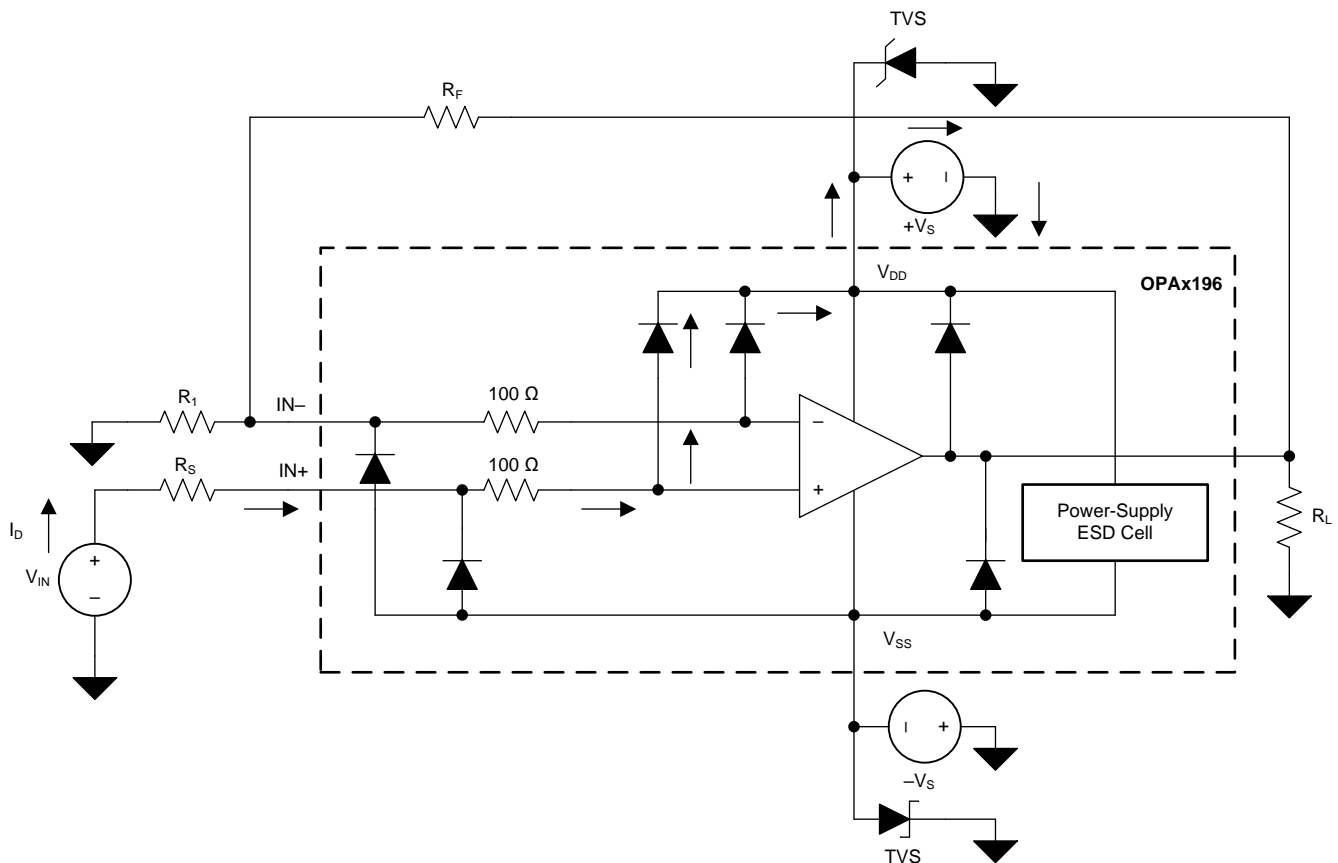 TVS
R_F
+ −
+V_S
V_DD
OPAx196
R_1
IN–
100 Ω
−
R_S
IN+
100 Ω
+
I_D
V_IN
+
−
Power-Supply
ESD Cell
R_L
V_SS
− +
–V_S
TVS